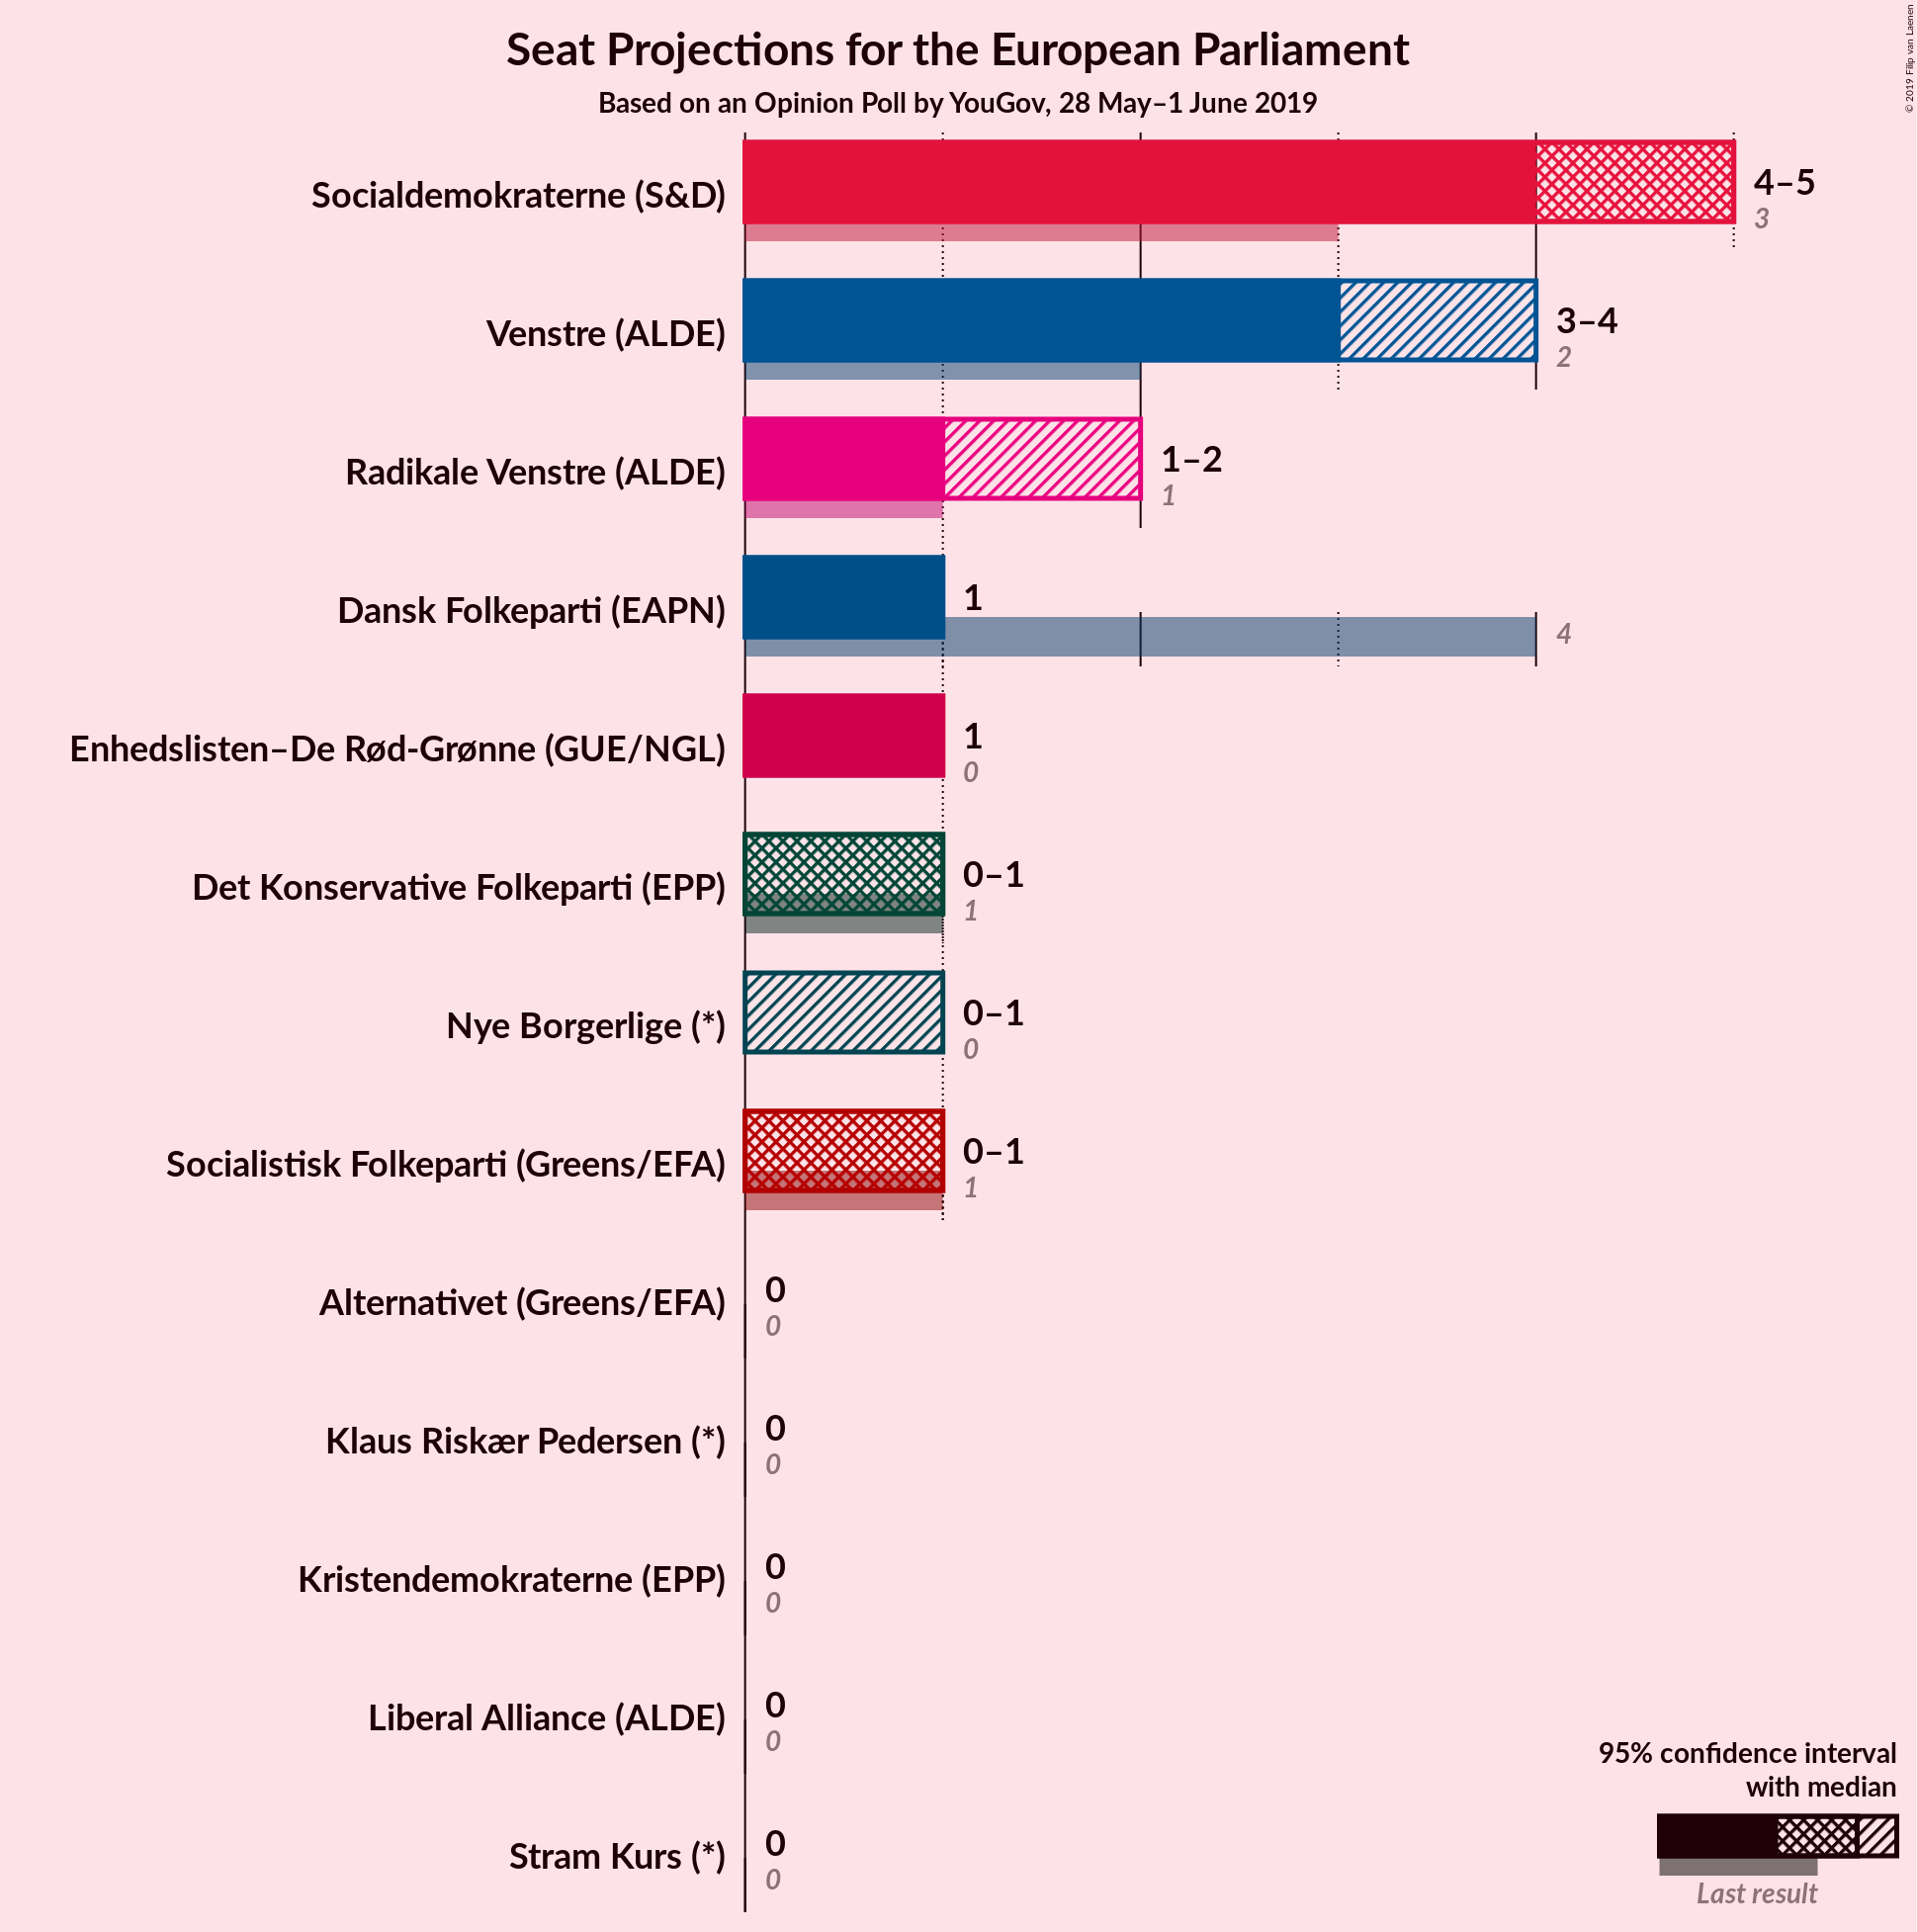 Seat Projections for the European Parliament
Based on an Opinion Poll by YouGov, 28 May–1 June 2019
© 2019 Filip van Laenen
Socialdemokraterne (S&D)
4–5
3
Venstre (ALDE)
3–4
2
Radikale Venstre (ALDE)
1–2
1
Dansk Folkeparti (EAPN)
1
4
Enhedslisten–De Rød-Grønne (GUE/NGL)
1
0
Det Konservative Folkeparti (EPP)
0–1
1
Nye Borgerlige (*)
0–1
0
Socialistisk Folkeparti (Greens/EFA)
0–1
1
Alternativet (Greens/EFA)
0
0
Klaus Riskær Pedersen (*)
0
0
Kristendemokraterne (EPP)
0
0
Liberal Alliance (ALDE)
0
0
Stram Kurs (*)
0
0
95% confidence interval
with median
Last result